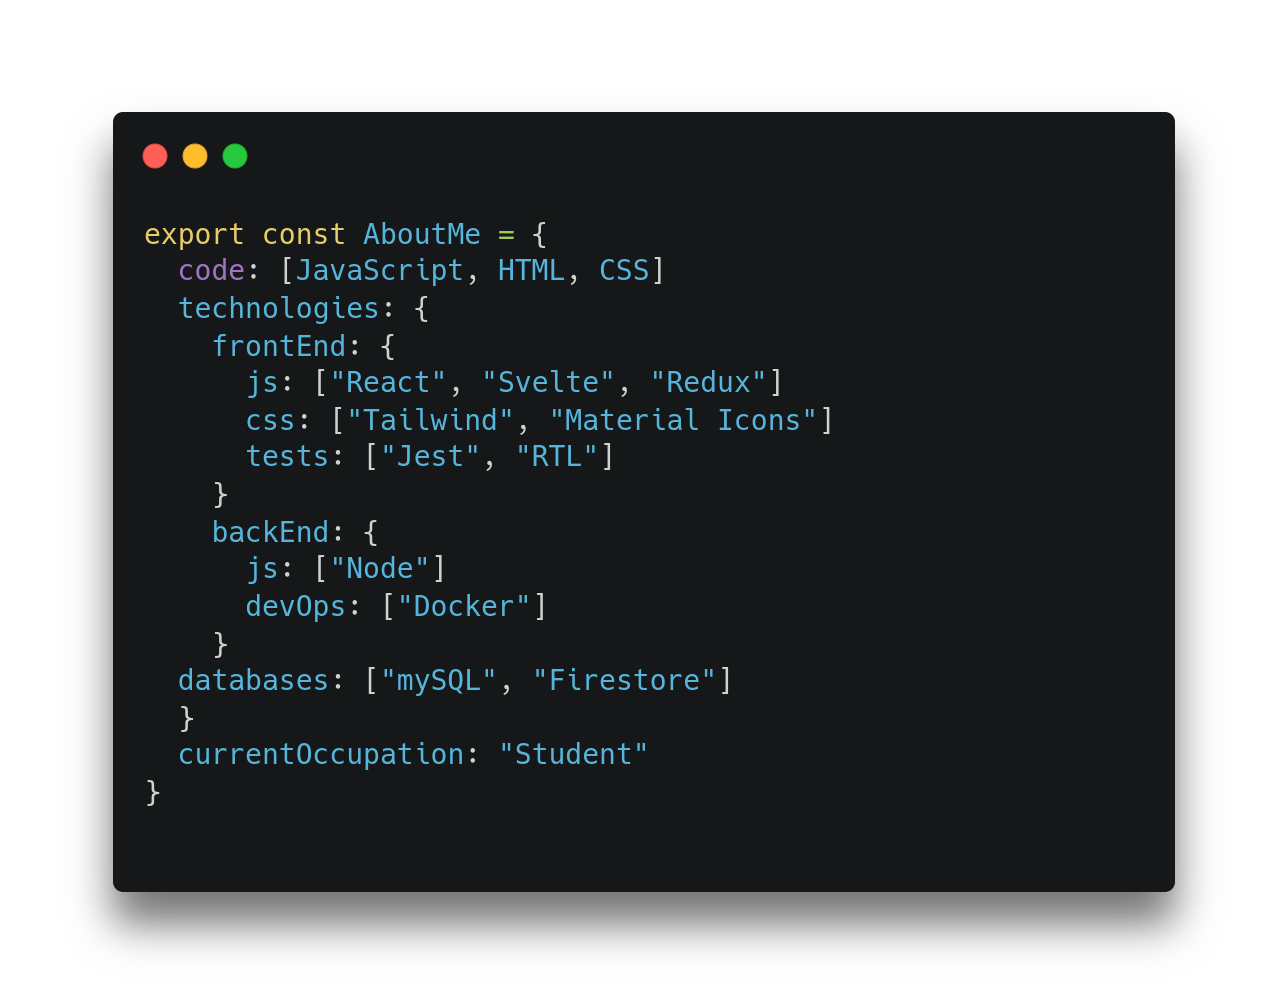 export const AboutMe = {
  code: [JavaScript, HTML, CSS]
  technologies: {
    frontEnd: {
      js: ["React", "Svelte", "Redux"]
      css: ["Tailwind", "Material Icons"]
      tests: ["Jest", "RTL"]
    }
    backEnd: {
      js: ["Node"]
      devOps: ["Docker"]
    }
  databases: ["mySQL", "Firestore"]
  }
  currentOccupation: "Student"
}